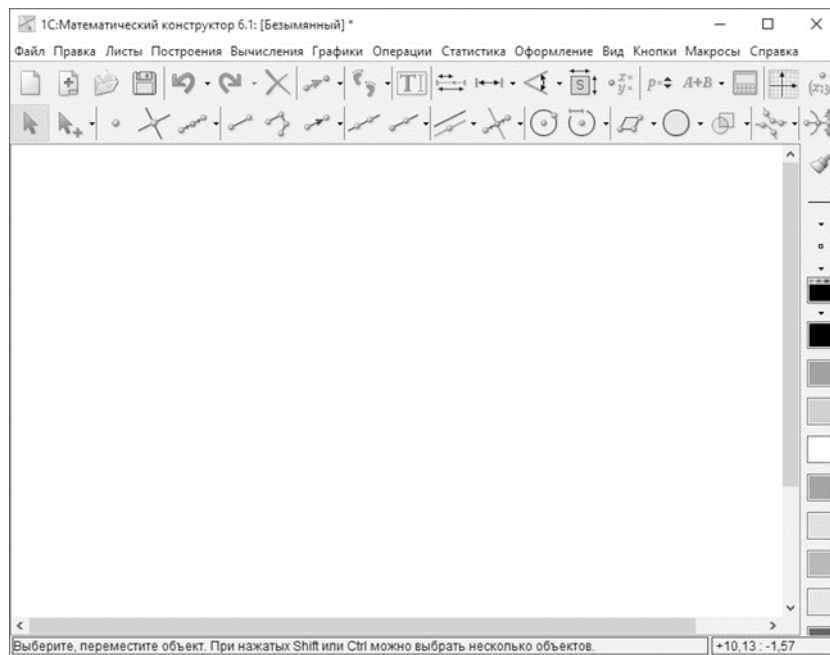 1С:Математический конструктор 6.1: [Безымянный] *
Файл Правка Листы Построения Вычисления Графики Операции Статистика Оформление Вид Кнопки Макросы Справка
T S x= y= p= A+B (x;y
Выберите, переместите объект. При нажатых Shift или Ctrl можно выбрать несколько объектов. +10,13 : -1,57